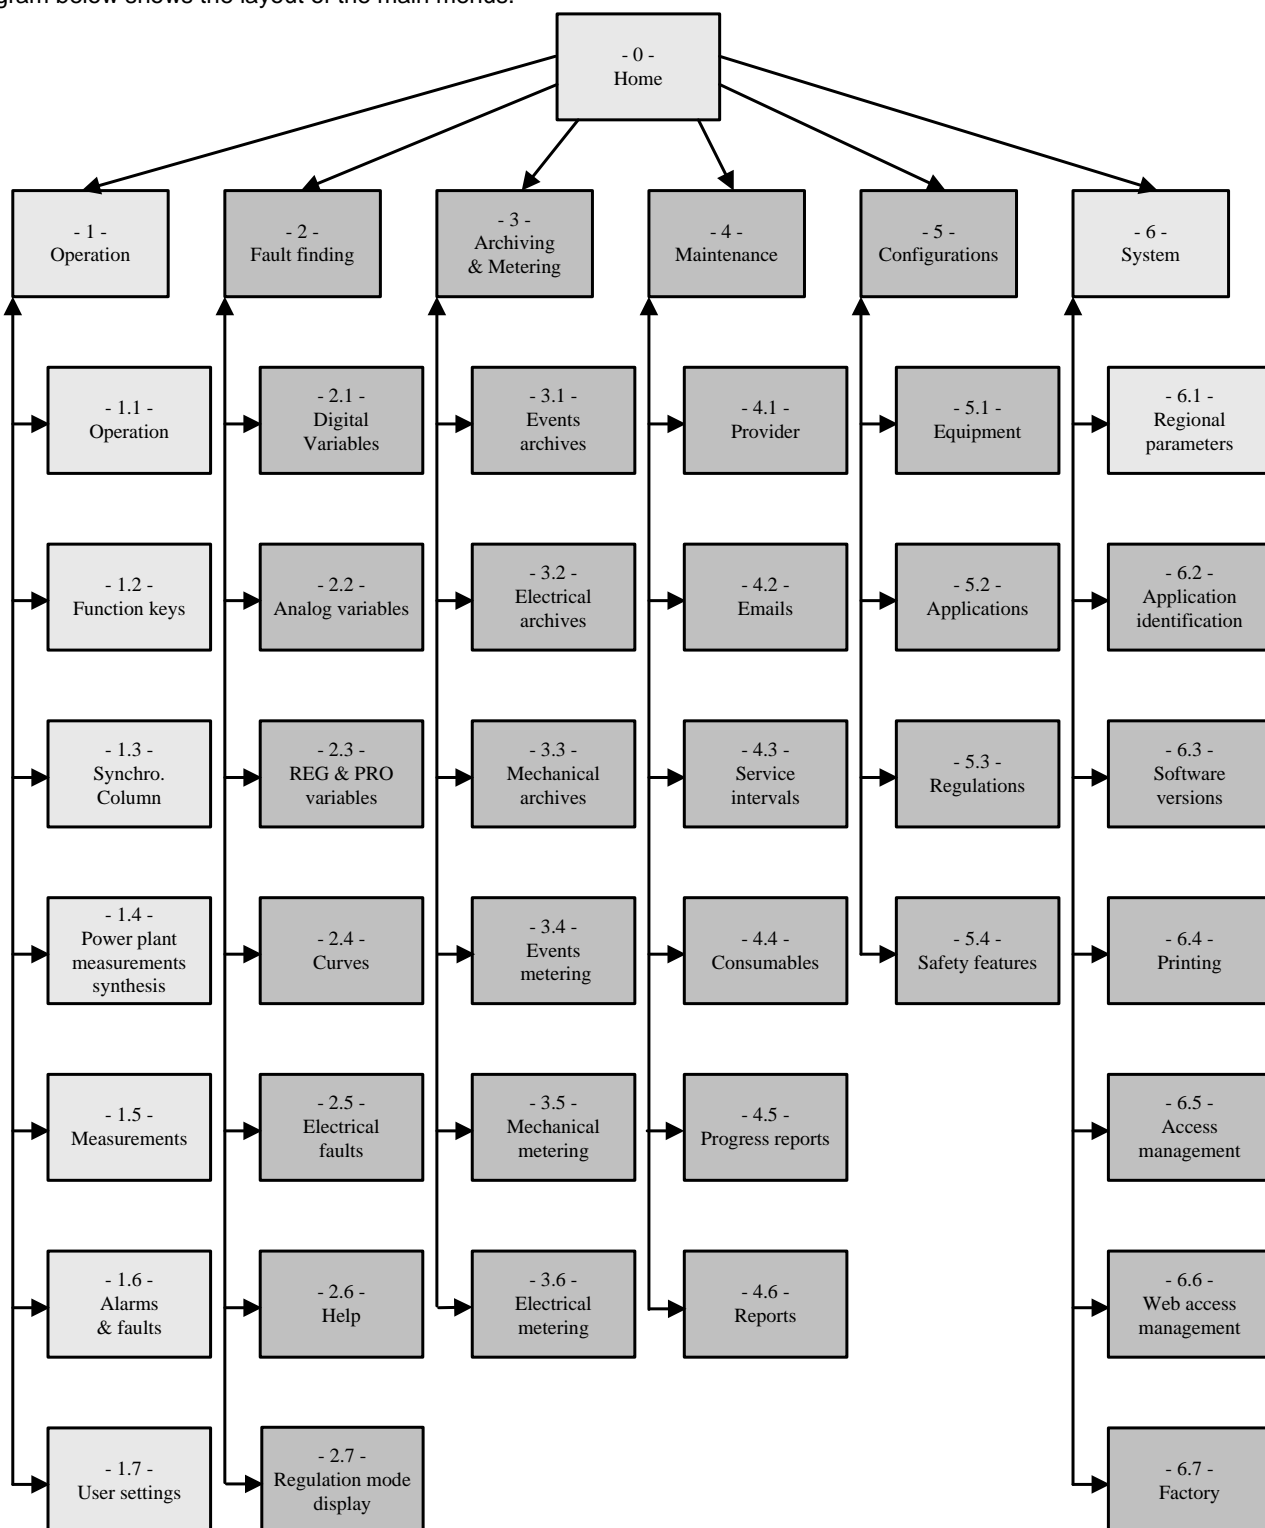 gram below shows the layout of the main menus.
- 0 -
Home
- 1 -
Operation
- 2 -
Fault finding
- 3 -
Archiving
& Metering
- 4 -
Maintenance
- 5 -
Configurations
- 6 -
System
- 1.1 -
Operation
- 2.1 -
Digital
Variables
- 3.1 -
Events
archives
- 4.1 -
Provider
- 5.1 -
Equipment
- 6.1 -
Regional
parameters
- 1.2 -
Function keys
- 2.2 -
Analog variables
- 3.2 -
Electrical
archives
- 4.2 -
Emails
- 5.2 -
Applications
- 6.2 -
Application
identification
- 1.3 -
Synchro.
Column
- 2.3 -
REG & PRO
variables
- 3.3 -
Mechanical
archives
- 4.3 -
Service
intervals
- 5.3 -
Regulations
- 6.3 -
Software
versions
- 1.4 -
Power plant
measurements
synthesis
- 2.4 -
Curves
- 3.4 -
Events
metering
- 4.4 -
Consumables
- 5.4 -
Safety features
- 6.4 -
Printing
- 1.5 -
Measurements
- 2.5 -
Electrical
faults
- 3.5 -
Mechanical
metering
- 4.5 -
Progress reports
- 6.5 -
Access
management
- 1.6 -
Alarms
& faults
- 2.6 -
Help
- 3.6 -
Electrical
metering
- 4.6 -
Reports
- 6.6 -
Web access
management
- 1.7 -
User settings
- 2.7 -
Regulation mode
display
- 6.7 -
Factory